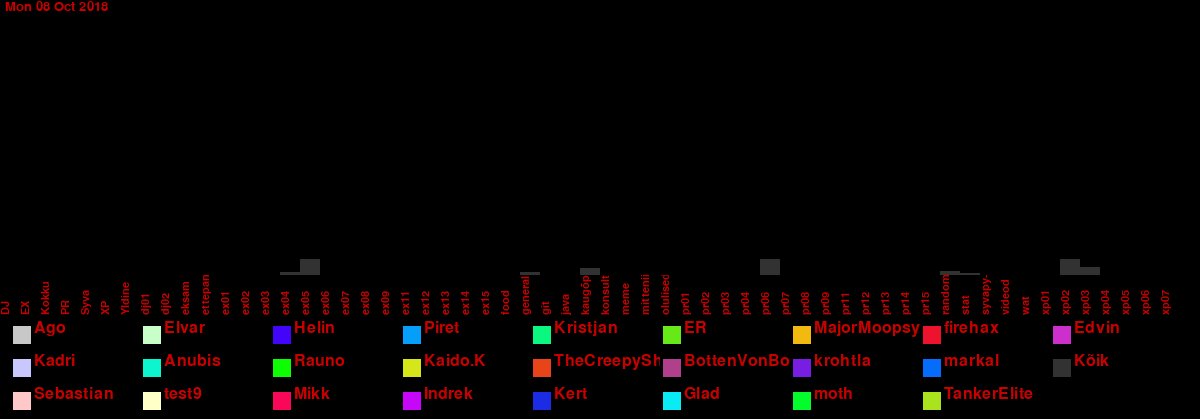 Mon 08 Oct 2018
DJ EX Kokku PR Syva XP Yldine dj01 dj02 eksam ettepan ex01 ex02 ex03 ex04 ex05 ex06 ex07 ex08 ex09 ex11 ex12 ex13 ex14 ex15 food general git java kaugõp konsult meme mittenii olulised pr01 pr02 pr03 pr05 pr06 pr07 pr08 pr09 pr11 pr12 pr13 pr14 pr15 random stat syvapy- videod wat xp01 xp02 xp03 xp04 xp05 xp06 xp07
Ago Elvar Helin Piret Kristjan ER MajorMoopsy firehax Edvin
Kadri Anubis Rauno Kaido.K TheCreepySh BottenVonBo krohtla markal Kõik
Sebastian test9 Mikk Indrek Kert Glad moth TankerElite